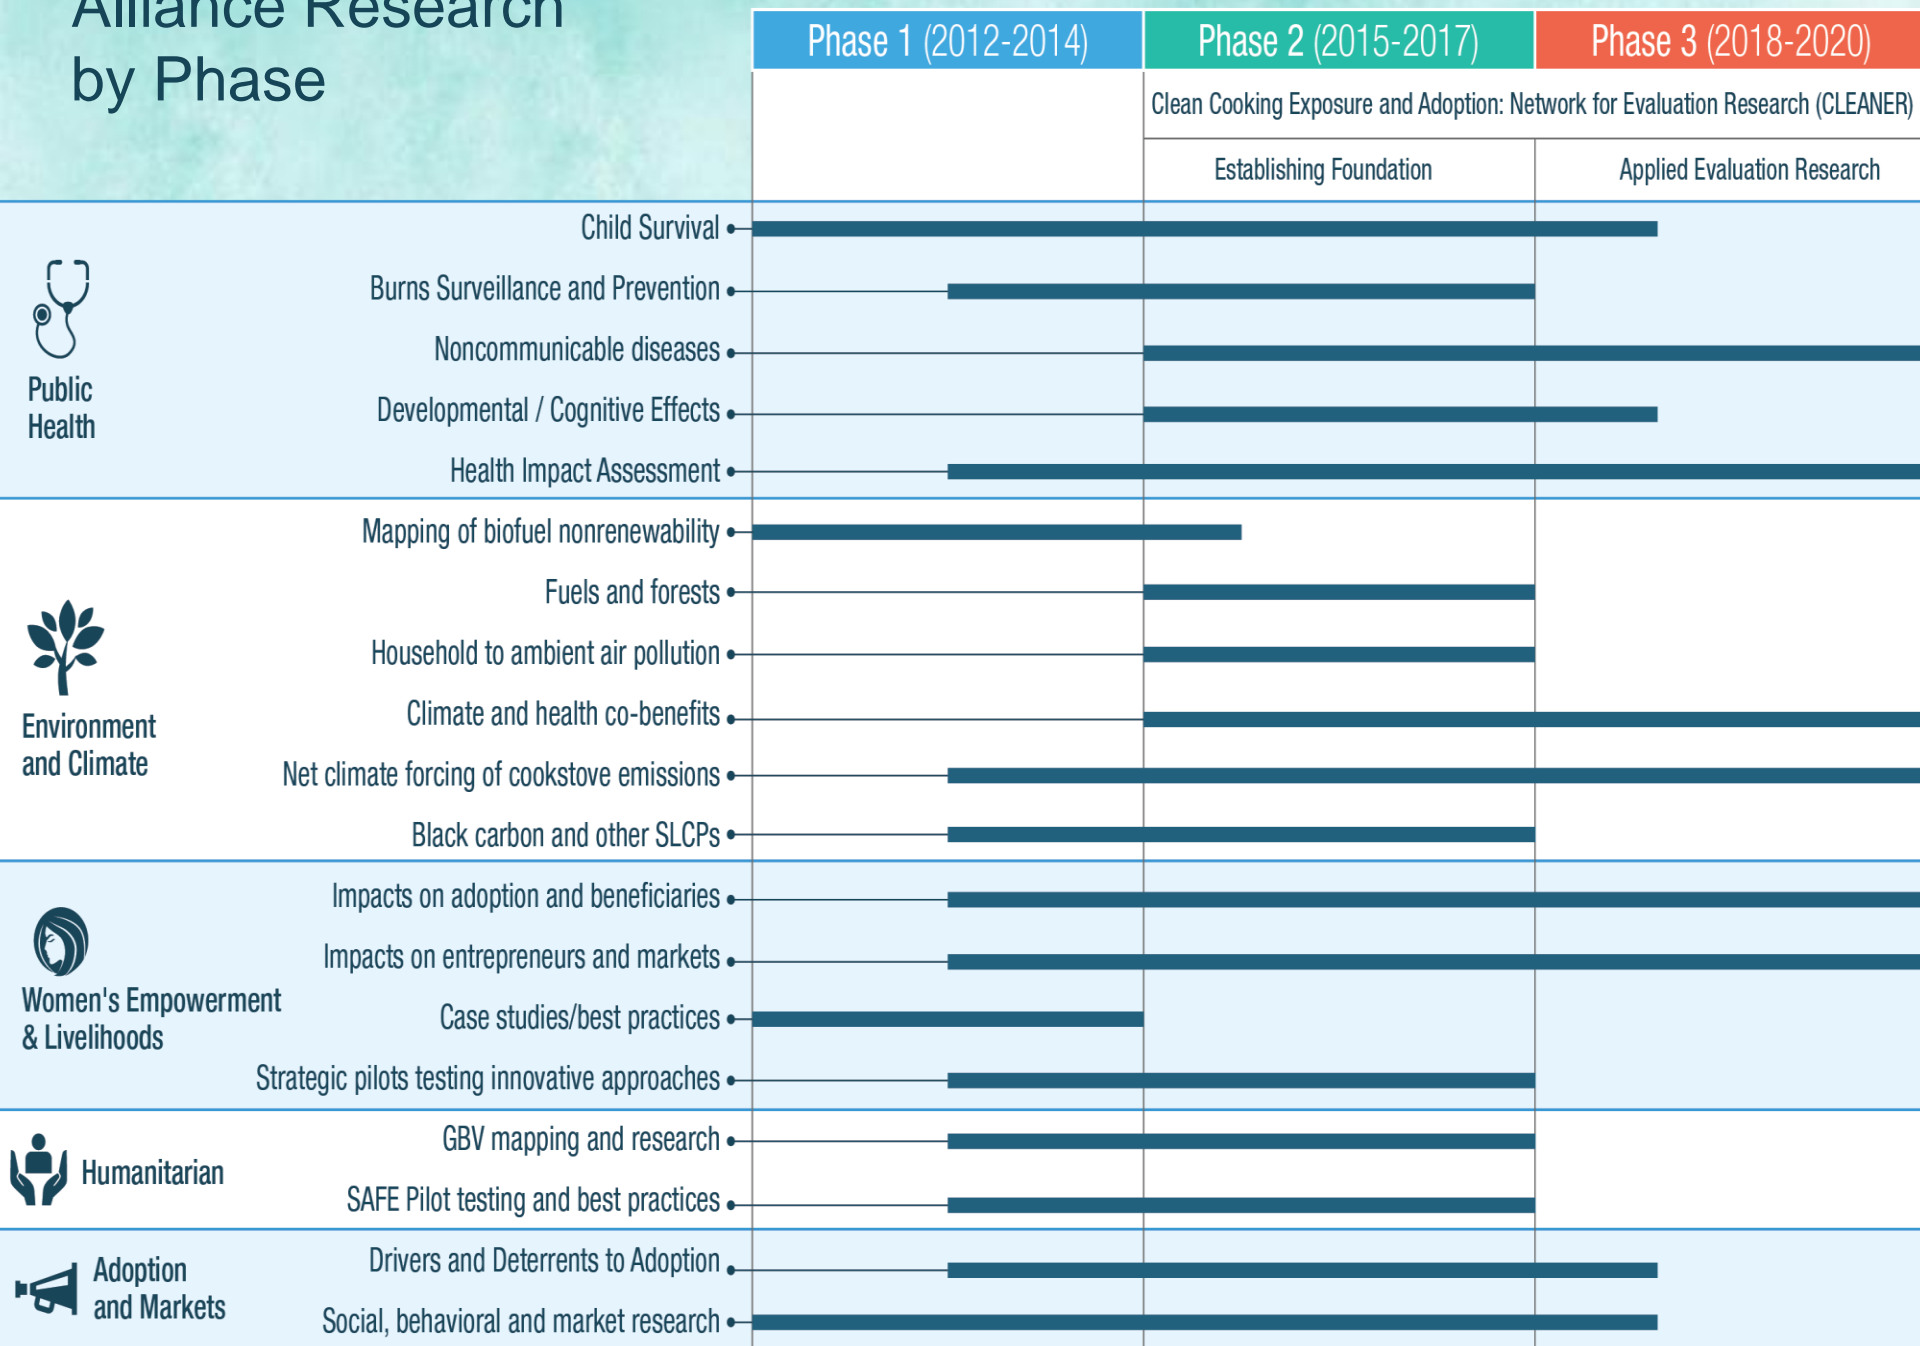 Alliance Research
by Phase
Phase 1 (2012-2014)
Phase 2 (2015-2017)
Phase 3 (2018-2020)
Clean Cooking Exposure and Adoption: Network for Evaluation Research (CLEANER)
Establishing Foundation
Applied Evaluation Research
Public
Health
Child Survival
Burns Surveillance and Prevention
Noncommunicable diseases
Developmental / Cognitive Effects
Health Impact Assessment
Environment
and Climate
Mapping of biofuel nonrenewability
Fuels and forests
Household to ambient air pollution
Climate and health co-benefits
Net climate forcing of cookstove emissions
Black carbon and other SLCPs
Women's Empowerment
& Livelihoods
Impacts on adoption and beneficiaries
Impacts on entrepreneurs and markets
Case studies/best practices
Strategic pilots testing innovative approaches
Humanitarian
GBV mapping and research
SAFE Pilot testing and best practices
Adoption
and Markets
Drivers and Deterrents to Adoption
Social, behavioral and market research